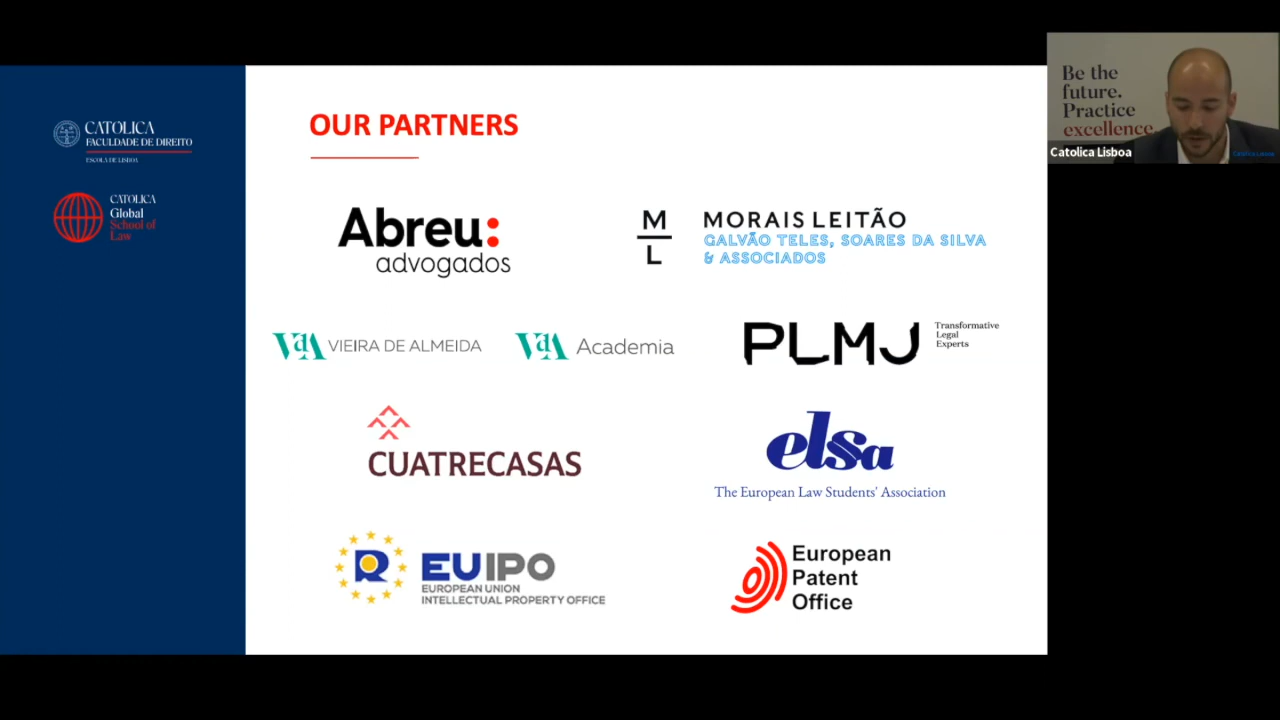 CATOLICA
FACULDADE DE DIREITO
ESCOLA DE LISBOA
CATOLICA
Global
School of
Law
OUR PARTNERS
Abreu:
advogados
M
L
MORAIS LEITÃO
GALVÃO TELES, SOARES DA SILVA
& ASSOCIADOS
VdA VIEIRA DE ALMEIDA
VdA Academia
PLMJ
Transformative
Legal
Experts
CUATRECASAS
elsa
The European Law Students' Association
R
EUIPO
EUROPEAN UNION
INTELLECTUAL PROPERTY OFFICE
European
Patent
Office
Be the
future.
Practice
excellence.
Catolica Lisboa